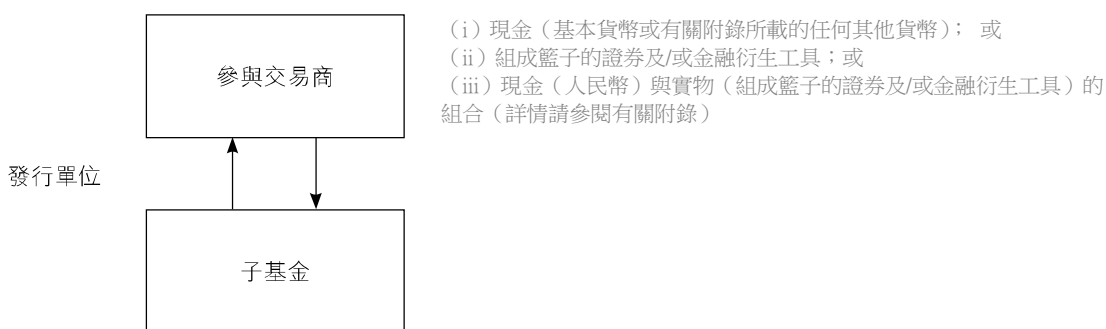 （i）現金（基本貨幣或有關附錄所載的任何其他貨幣）； 或
（ii）組成籃子的證券及/或金融衍生工具；或
（iii）現金（人民幣）與實物（組成籃子的證券及/或金融衍生工具）的
組合（詳情請參閱有關附錄）
參與交易商
發行單位
子基金